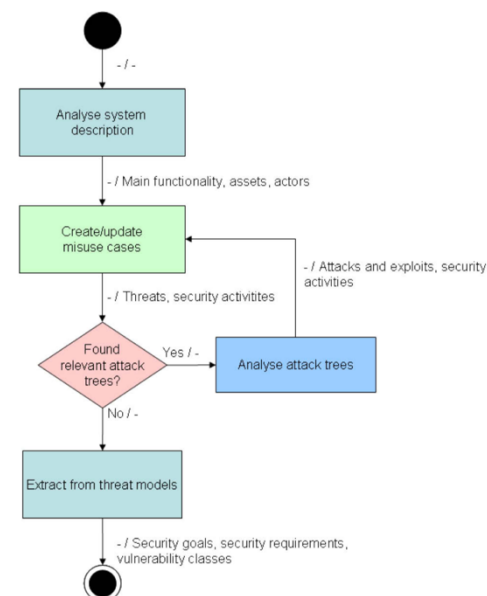 - / -
Analyse system
description
- / Main functionality, assets, actors
Create/update
misuse cases
- / Attacks and exploits, security
activities
- / Threats, security activitites
Found
relevant attack
trees?
Yes / -
Analyse attack trees
No / -
Extract from threat models
- / Security goals, security requirements,
vulnerability classes